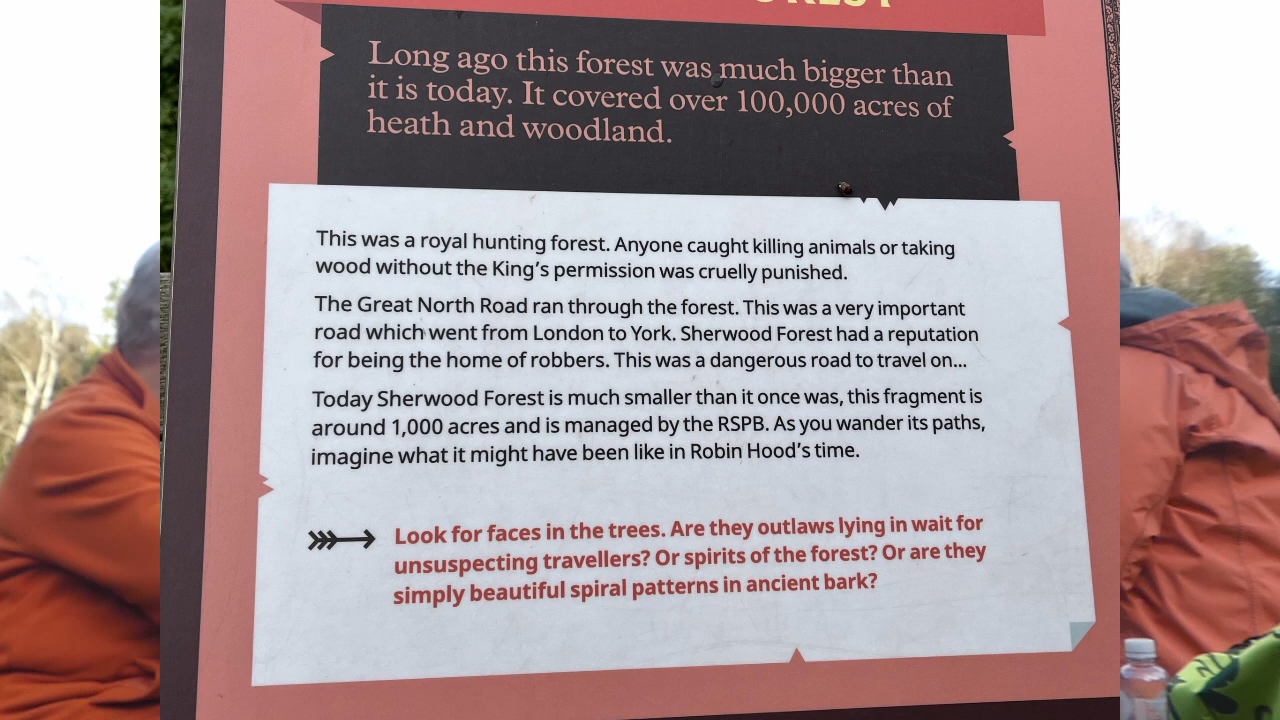 Long ago this forest was much bigger than
it is today. It covered over 100,000 acres of
heath and woodland.
This was a royal hunting forest. Anyone caught killing animals or taking
wood without the King's permission was cruelly punished.
The Great North Road ran through the forest. This was a very important
road which went from London to York. Sherwood Forest had a reputation
for being the home of robbers. This was a dangerous road to travel on...
Today Sherwood Forest is much smaller than it once was, this fragment is
around 1,000 acres and is managed by the RSPB. As you wander its paths,
imagine what it might have been like in Robin Hood's time.
Look for faces in the trees. Are they outlaws lying in wait for
unsuspecting travellers? Or spirits of the forest? Or are they
simply beautiful spiral patterns in ancient bark?